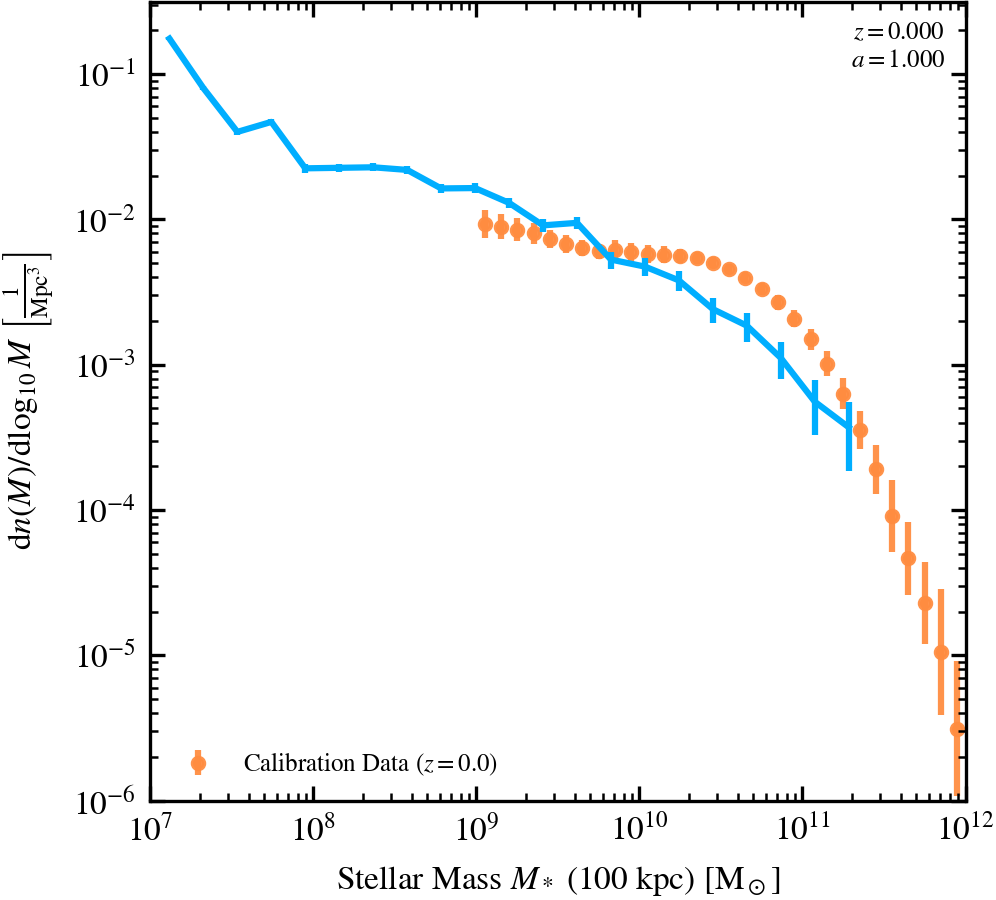 z = 0.000
a = 1.000
10⁻¹
10⁻²
10⁻³
10⁻⁴
10⁻⁵
10⁻⁶
dn(M)/dlog₁₀ M [1/Mpc³]
Calibration Data (z = 0.0)
10⁷ 10⁸ 10⁹ 10¹⁰ 10¹¹ 10¹²
Stellar Mass M* (100 kpc) [M⊙]